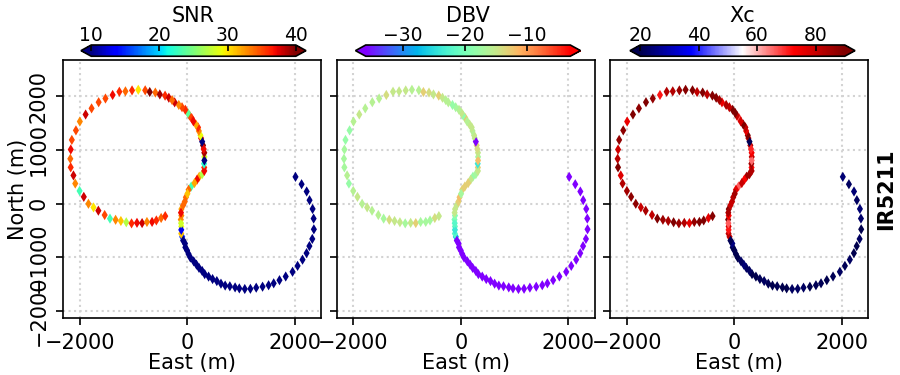 SNR DBV Xc
10 20 30 40 −30 −20 −10 20 40 60 80
North (m)
2000
1000
0
−1000
−2000
IR5211
−2000 0 2000 −2000 0 2000 −2000 0 2000
East (m) East (m) East (m)